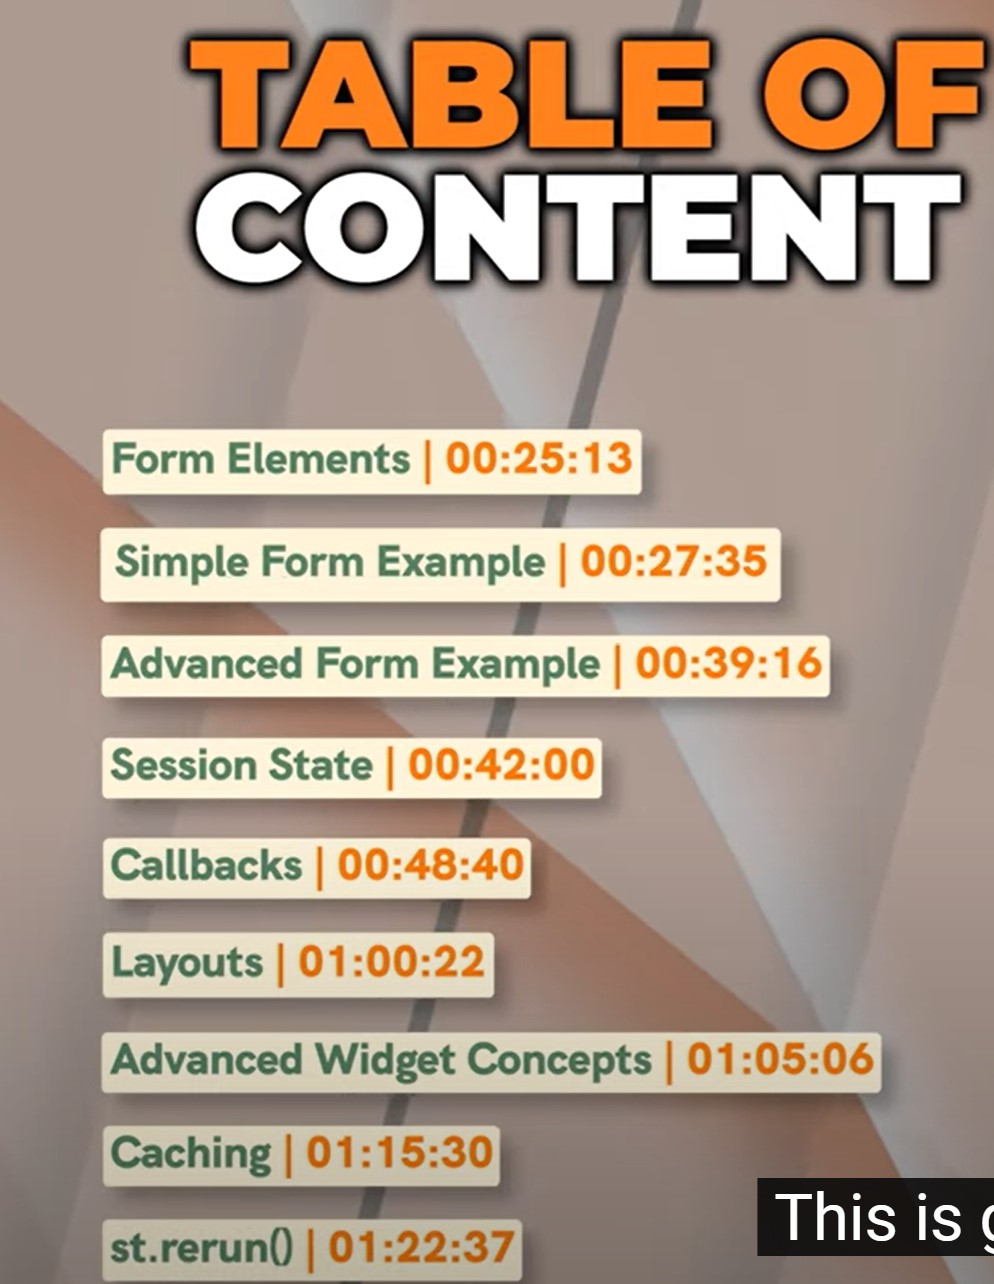 TABLE OF
CONTENT
Form Elements | 00:25:13
Simple Form Example | 00:27:35
Advanced Form Example | 00:39:16
Session State | 00:42:00
Callbacks | 00:48:40
Layouts | 01:00:22
Advanced Widget Concepts | 01:05:06
Caching | 01:15:30
st.rerun() | 01:22:37
This is